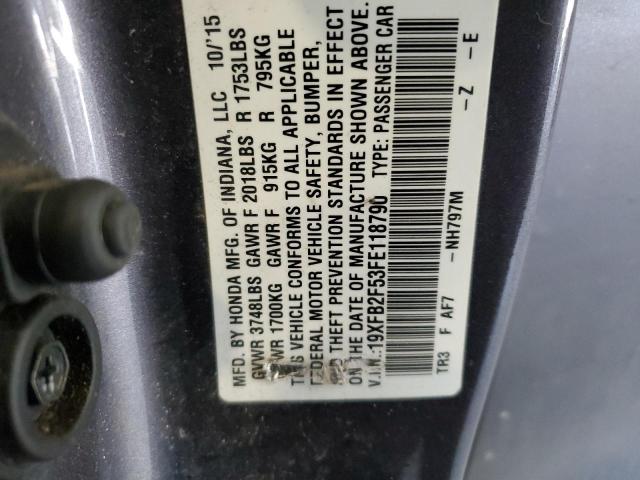 MFD. BY HONDA MFG. OF INDIANA, LLC 10/'15
GVWR 3748LBS GAWR F 2018LBS R 1753LBS
GVWR 1700KG GAWR F 915KG R 795KG
THIS VEHICLE CONFORMS TO ALL APPLICABLE
FEDERAL MOTOR VEHICLE SAFETY, BUMPER,
AND THEFT PREVENTION STANDARDS IN EFFECT
ON THE DATE OF MANUFACTURE SHOWN ABOVE.
V.I.N.:19XFB2F53FE118790 TYPE: PASSENGER CAR
-NH797M -Z -E
TR3 F AF7